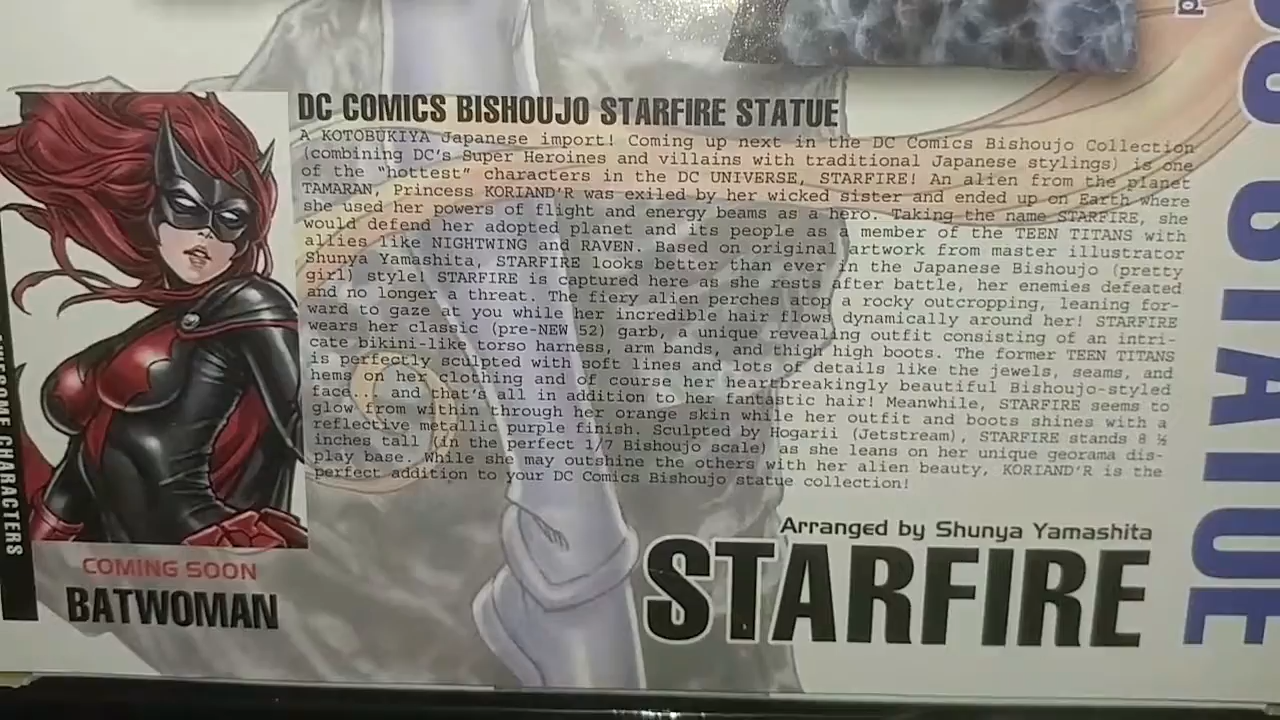 DC COMICS BISHOUJO STARFIRE STATUE
A KOTOBUKIYA Japanese import! Coming up next in the DC Comics Bishoujo Collection
(combining DC's Super Heroines and villains with traditional Japanese stylings) is one
of the "hottest" characters in the DC UNIVERSE, STARFIRE! An alien from the planet
TAMARAN, Princess KORIAND'R was exiled by her wicked sister and ended up on Earth where
she used her powers of flight and energy beams as a hero. Taking the name STARFIRE, she
would defend her adopted planet and its people as a member of the TEEN TITANS with
allies like NIGHTWING and RAVEN. Based on original artwork from master illustrator
Shunya Yamashita, STARFIRE looks better than ever in the Japanese Bishoujo (pretty
girl) style! STARFIRE is captured here as she rests after battle, her enemies defeated
and no longer a threat. The fiery alien perches atop a rocky outcropping, leaning for-
ward to gaze at you while her incredible hair flows dynamically around her! STARFIRE
wears her classic (pre-NEW 52) garb, a unique revealing outfit consisting of an intri-
cate bikini-like torso harness, arm bands, and thigh high boots. The former TEEN TITANS
is perfectly sculpted with soft lines and lots of details like the jewels, seams, and
hems on her clothing and of course her heartbreakingly beautiful Bishoujo-styled
face... and that's all in addition to her fantastic hair! Meanwhile, STARFIRE seems to
glow from within through her orange skin while her outfit and boots shines with a
reflective metallic purple finish. Sculpted by Hogarii (Jetstream), STARFIRE stands 8 ½
inches tall (in the perfect 1/7 Bishoujo scale) as she leans on her unique georama dis-
play base. While she may outshine the others with her alien beauty, KORIAND'R is the
perfect addition to your DC Comics Bishoujo statue collection!
Arranged by Shunya Yamashita
STARFIRE
COMING SOON
BATWOMAN
CHARACTERS
STATUE